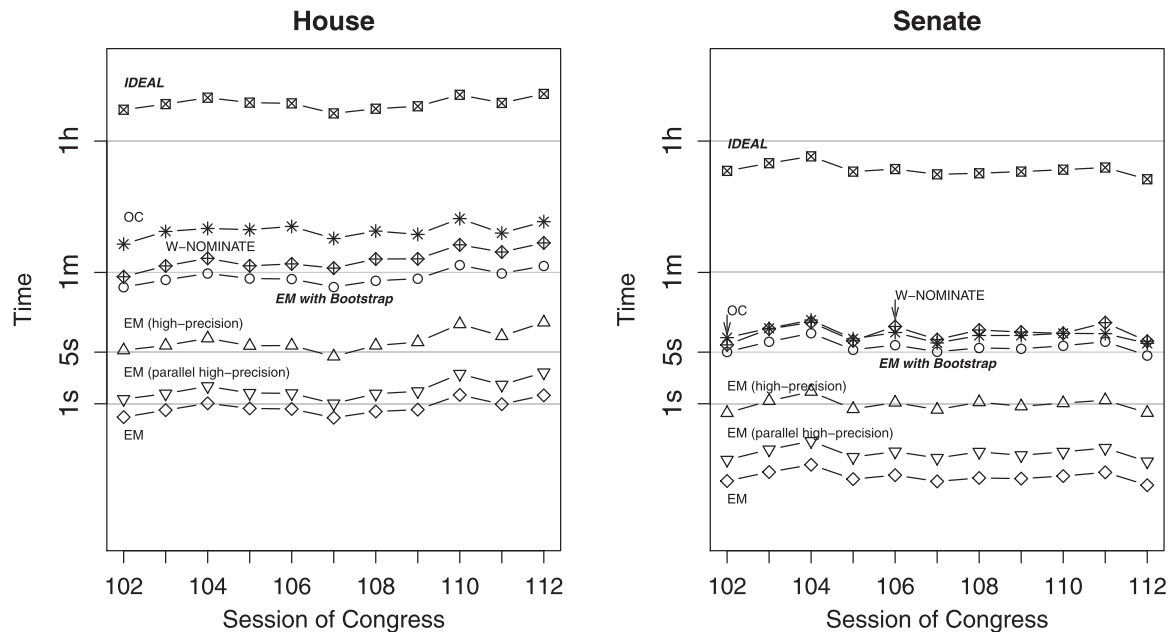 House
Senate
IDEAL
OC
W−NOMINATE
EM with Bootstrap
EM (high−precision)
EM (parallel high−precision)
EM
Time
1h
1m
5s
1s
102 104 106 108 110 112
Session of Congress
IDEAL
W−NOMINATE
OC
EM with Bootstrap
EM (high−precision)
EM (parallel high−precision)
EM
Time
1h
1m
5s
1s
102 104 106 108 110 112
Session of Congress